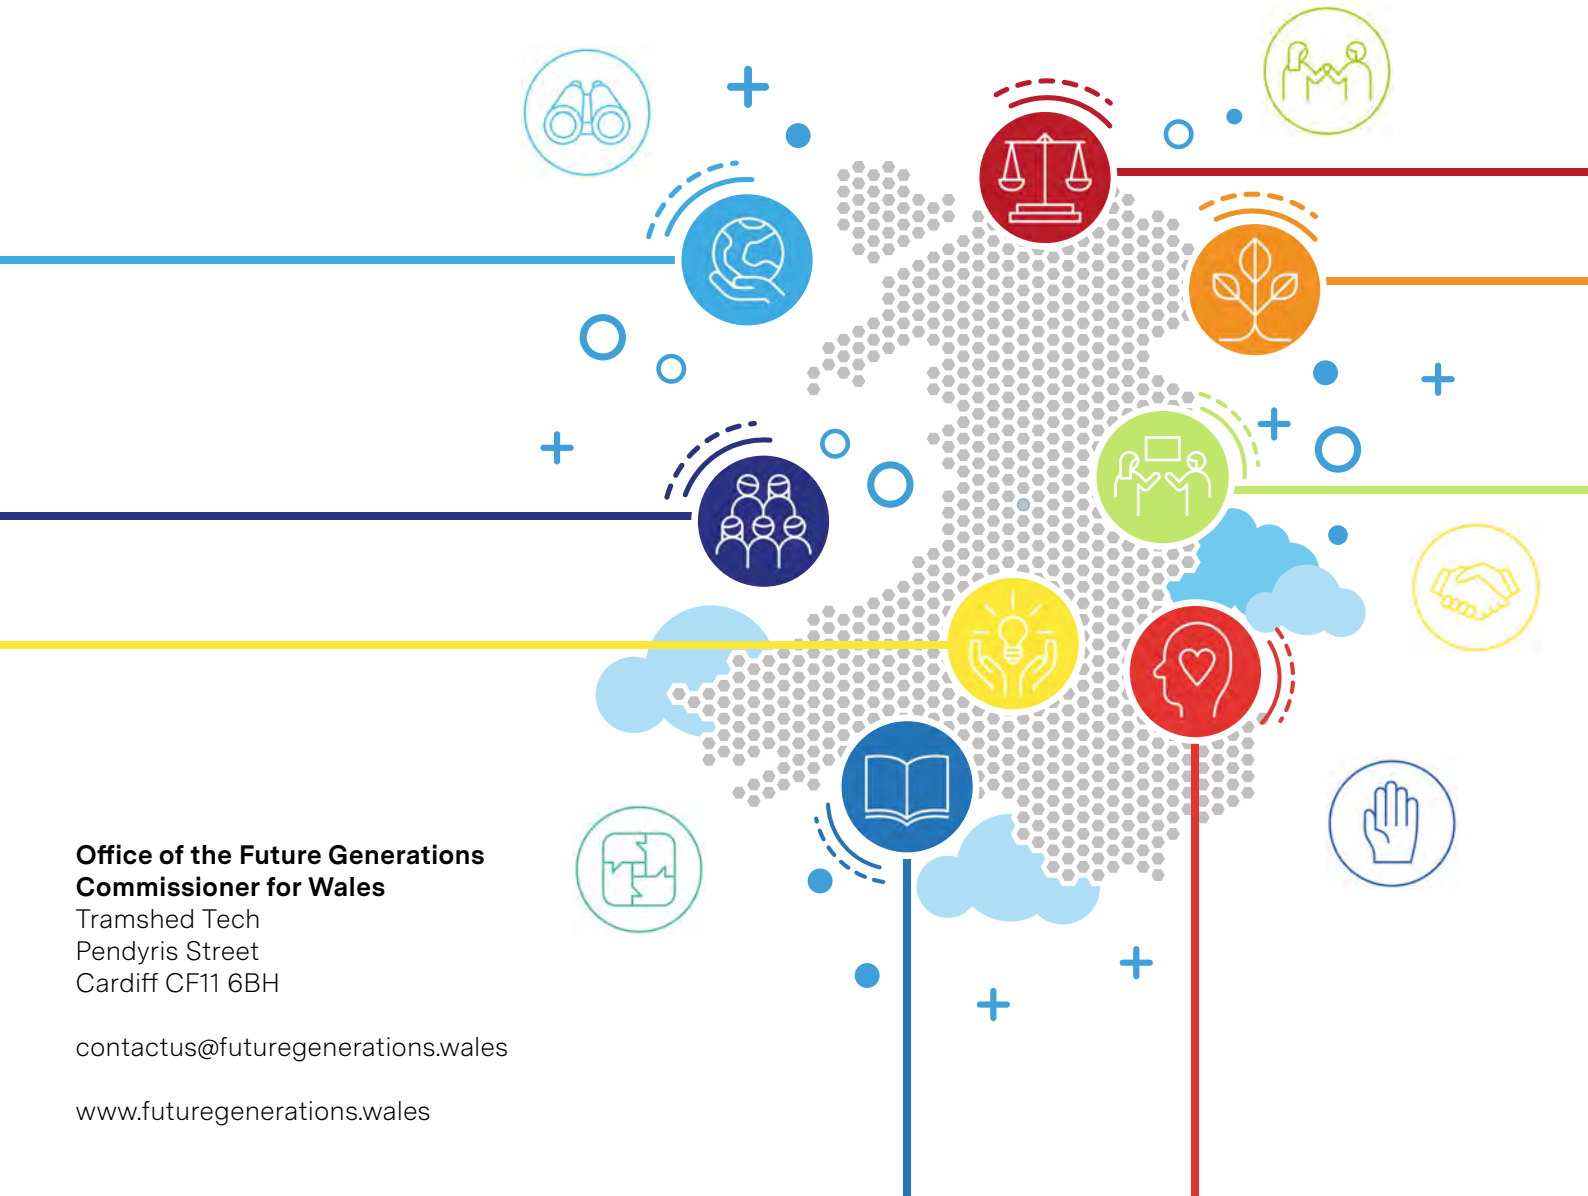 Office of the Future Generations
Commissioner for Wales
Tramshed Tech
Pendyris Street
Cardiff CF11 6BH
contactus@futuregenerations.wales
www.futuregenerations.wales